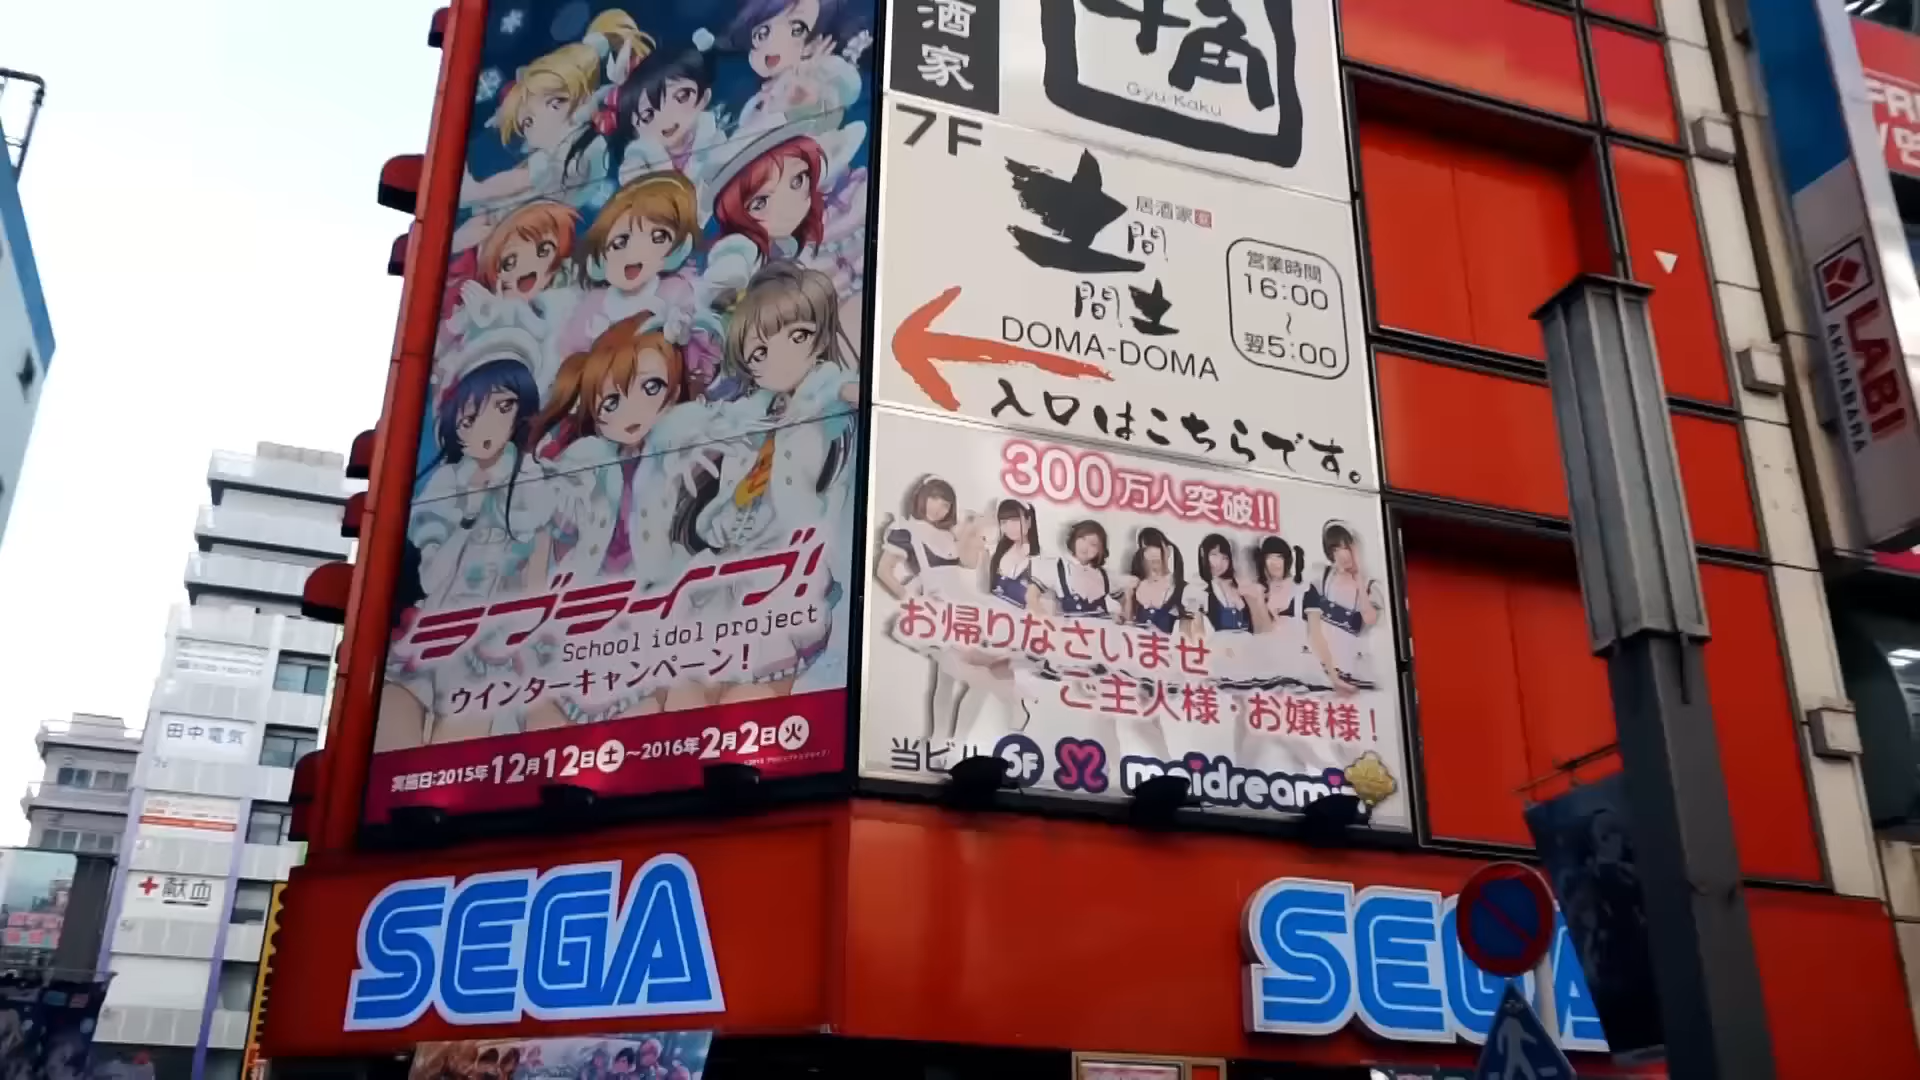 ラブライブ!
School idol project
ウインターキャンペーン!
実施日:2015年12月12日土~2016年2月2日火
SEGA
酒家
牛角
Gyu-Kaku
7F
居酒家
土間
間土
DOMA-DOMA
営業時間
16:00
~
翌5:00
入口はこちらです。
300万人突破!!
お帰りなさいませ
ご主人様・お嬢様!
当ビル 6F maidreamin
SEGA
LABI
AKIHABARA
FR
田中電気
献血